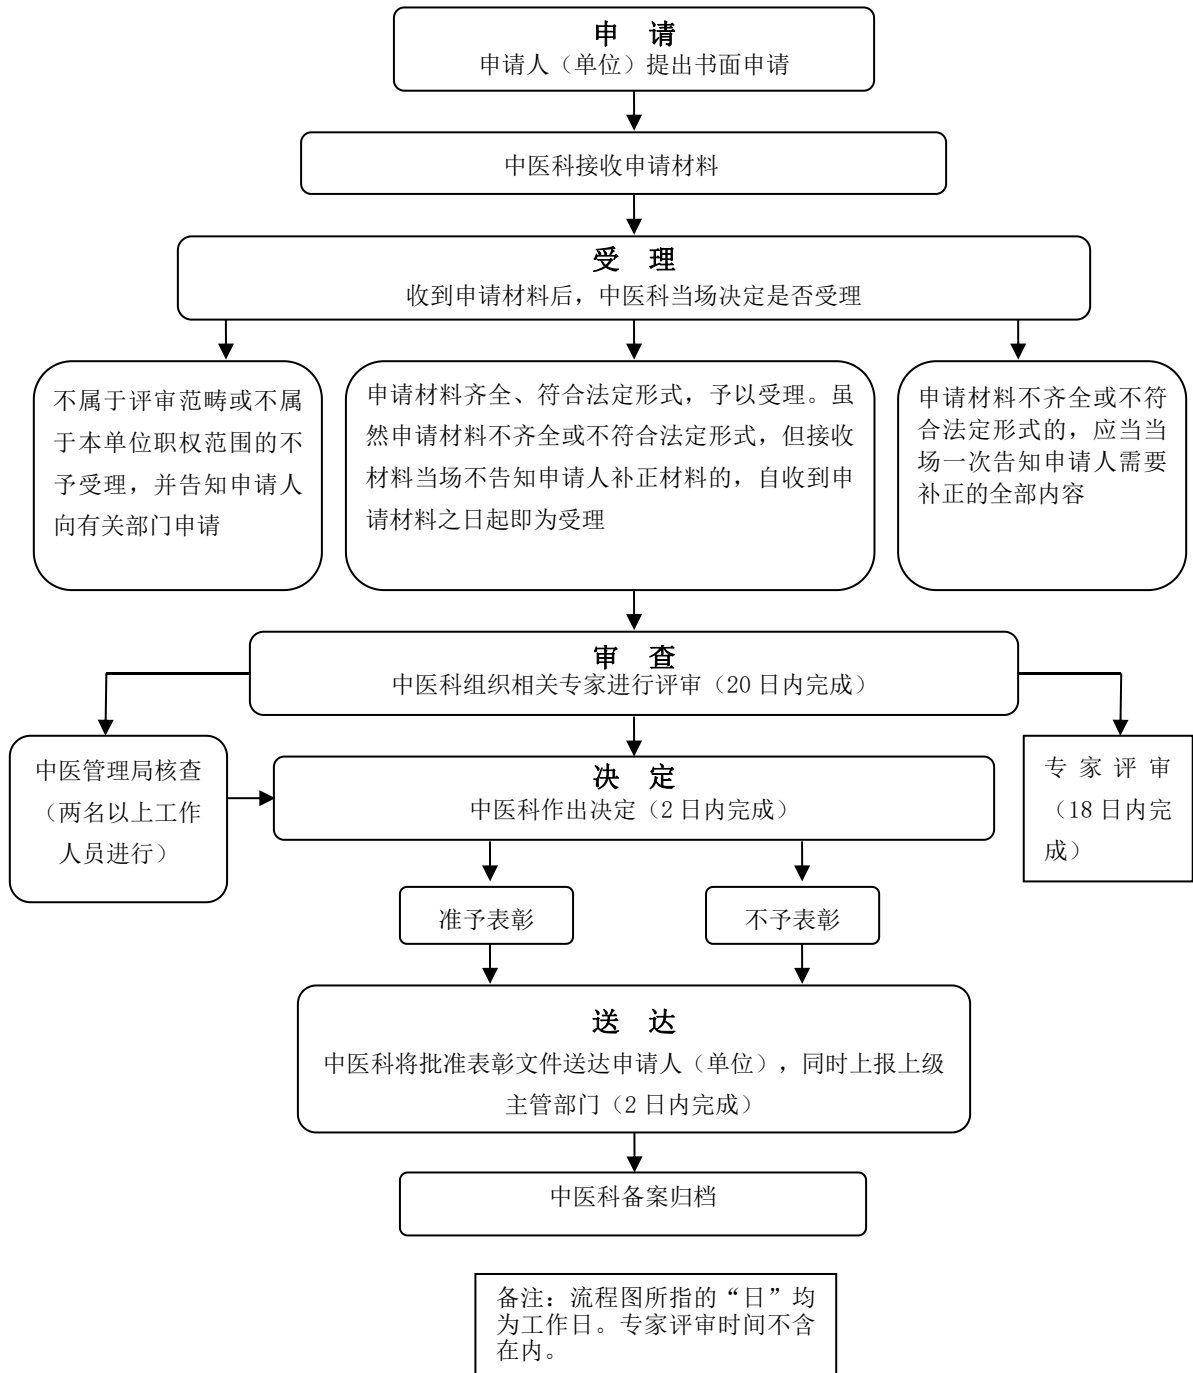 申 请
申请人（单位）提出书面申请
中医科接收申请材料
受 理
收到申请材料后，中医科当场决定是否受理
不属于评审范畴或不属
于本单位职权范围的不
予受理，并告知申请人
向有关部门申请
申请材料齐全、符合法定形式，予以受理。虽
然申请材料不齐全或不符合法定形式，但接收
材料当场不告知申请人补正材料的，自收到申
请材料之日起即为受理
申请材料不齐全或不符
合法定形式的，应当当
场一次告知申请人需要
补正的全部内容
审 查
中医科组织相关专家进行评审（20 日内完成）
中医管理局核查
（两名以上工作
人员进行）
决 定
中医科作出决定（2 日内完成）
专 家 评 审
（18 日内完
成）
准予表彰
不予表彰
送 达
中医科将批准表彰文件送达申请人（单位），同时上报上级
主管部门（2 日内完成）
中医科备案归档
备注：流程图所指的“日”均
为工作日。专家评审时间不含
在内。